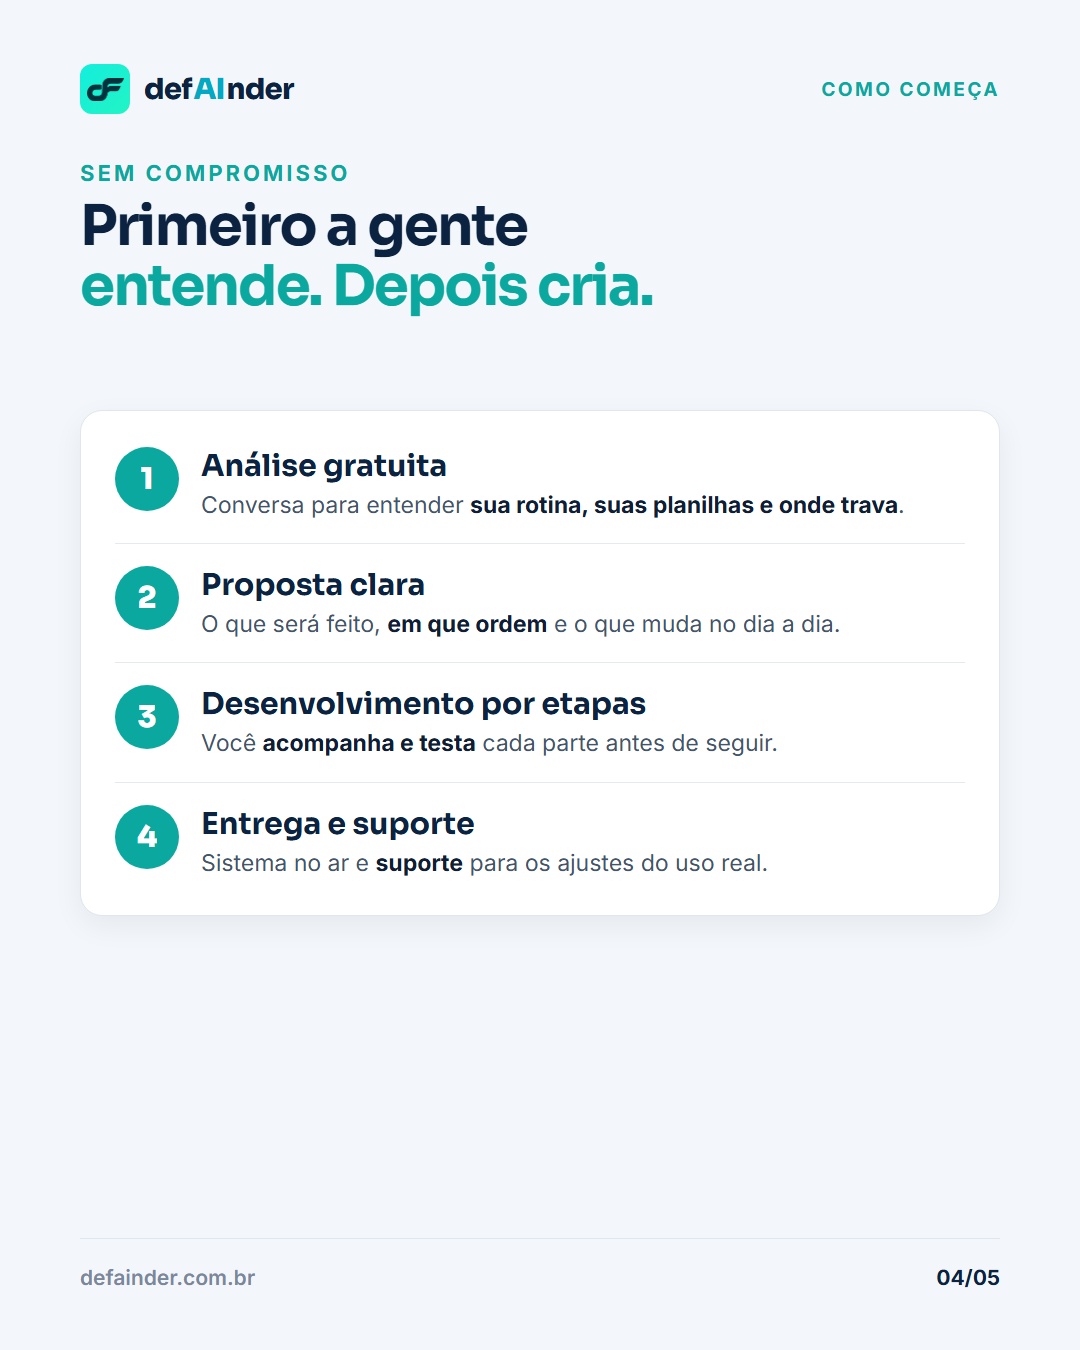 defAInder
COMO COMEÇA
SEM COMPROMISSO
Primeiro a gente
entende. Depois cria.
1
Análise gratuita
Conversa para entender sua rotina, suas planilhas e onde trava.
2
Proposta clara
O que será feito, em que ordem e o que muda no dia a dia.
3
Desenvolvimento por etapas
Você acompanha e testa cada parte antes de seguir.
4
Entrega e suporte
Sistema no ar e suporte para os ajustes do uso real.
defainder.com.br
04/05